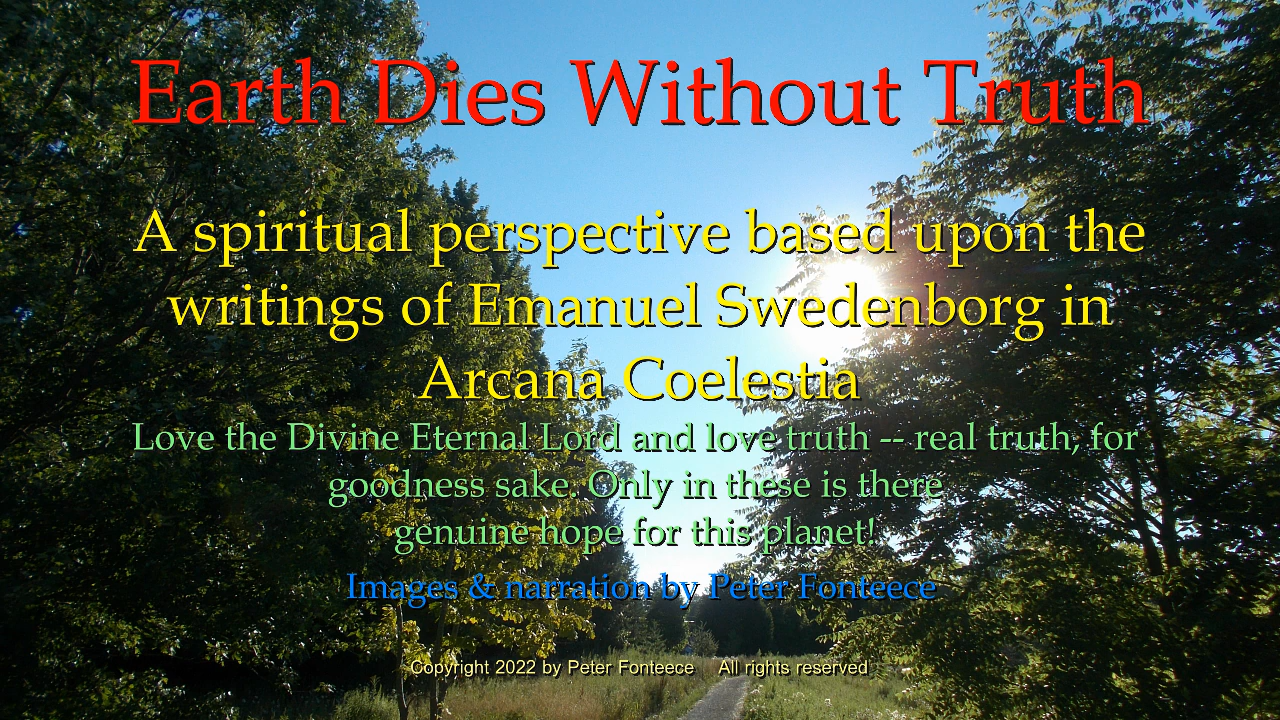 Earth Dies Without Truth
A spiritual perspective based upon the
writings of Emanuel Swedenborg in
Arcana Coelestia
Love the Divine Eternal Lord and love truth -- real truth, for
goodness sake. Only in these is there
genuine hope for this planet!
Images & narration by Peter Fonteece
Copyright 2022 by Peter Fonteece All rights reserved